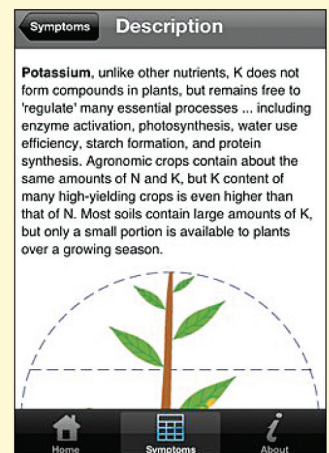 Symptoms
Description
Potassium, unlike other nutrients, K does not
form compounds in plants, but remains free to
'regulate' many essential processes ... including
enzyme activation, photosynthesis, water use
efficiency, starch formation, and protein
synthesis. Agronomic crops contain about the
same amounts of N and K, but K content of
many high-yielding crops is even higher than
that of N. Most soils contain large amounts of K,
but only a small portion is available to plants
over a growing season.
Home
Symptoms
About